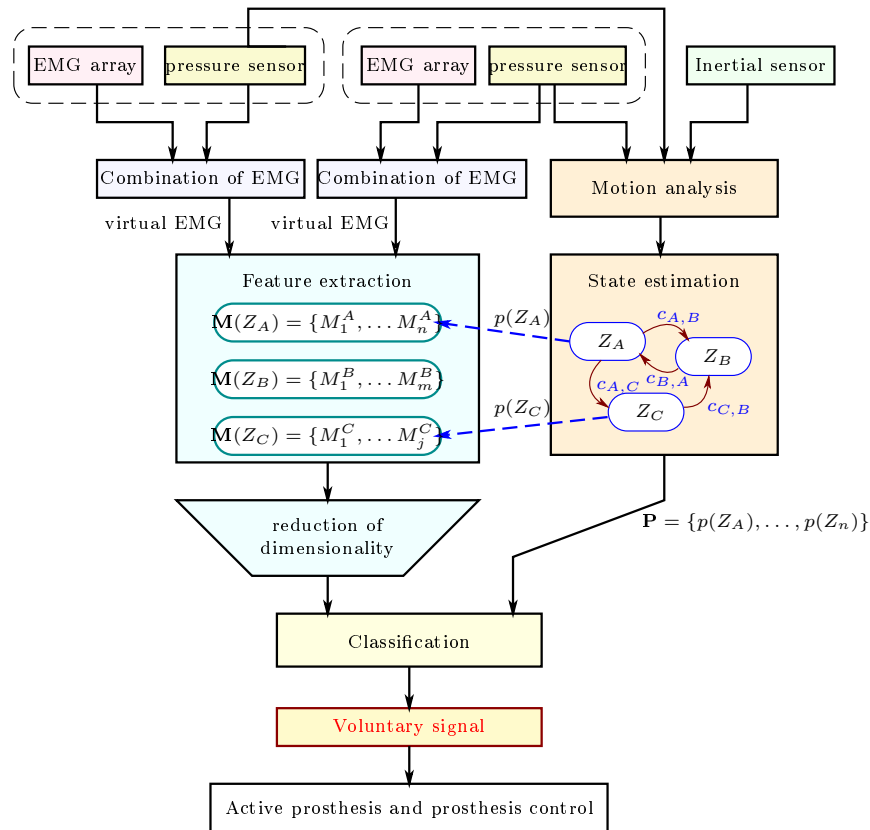 EMG array
pressure sensor
EMG array
pressure sensor
Inertial sensor
Combination of EMG
Combination of EMG
Motion analysis
virtual EMG
virtual EMG
Feature extraction
State estimation
M(Z_A) = {M_1^A, … M_n^A}
M(Z_B) = {M_1^B, … M_m^B}
M(Z_C) = {M_1^C, … M_j^C}
p(Z_A)
p(Z_C)
Z_A
Z_B
Z_C
c_{A,B}
c_{B,A}
c_{A,C}
c_{C,B}
reduction of
dimensionality
P = {p(Z_A), …, p(Z_n)}
Classification
Voluntary signal
Active prosthesis and prosthesis control